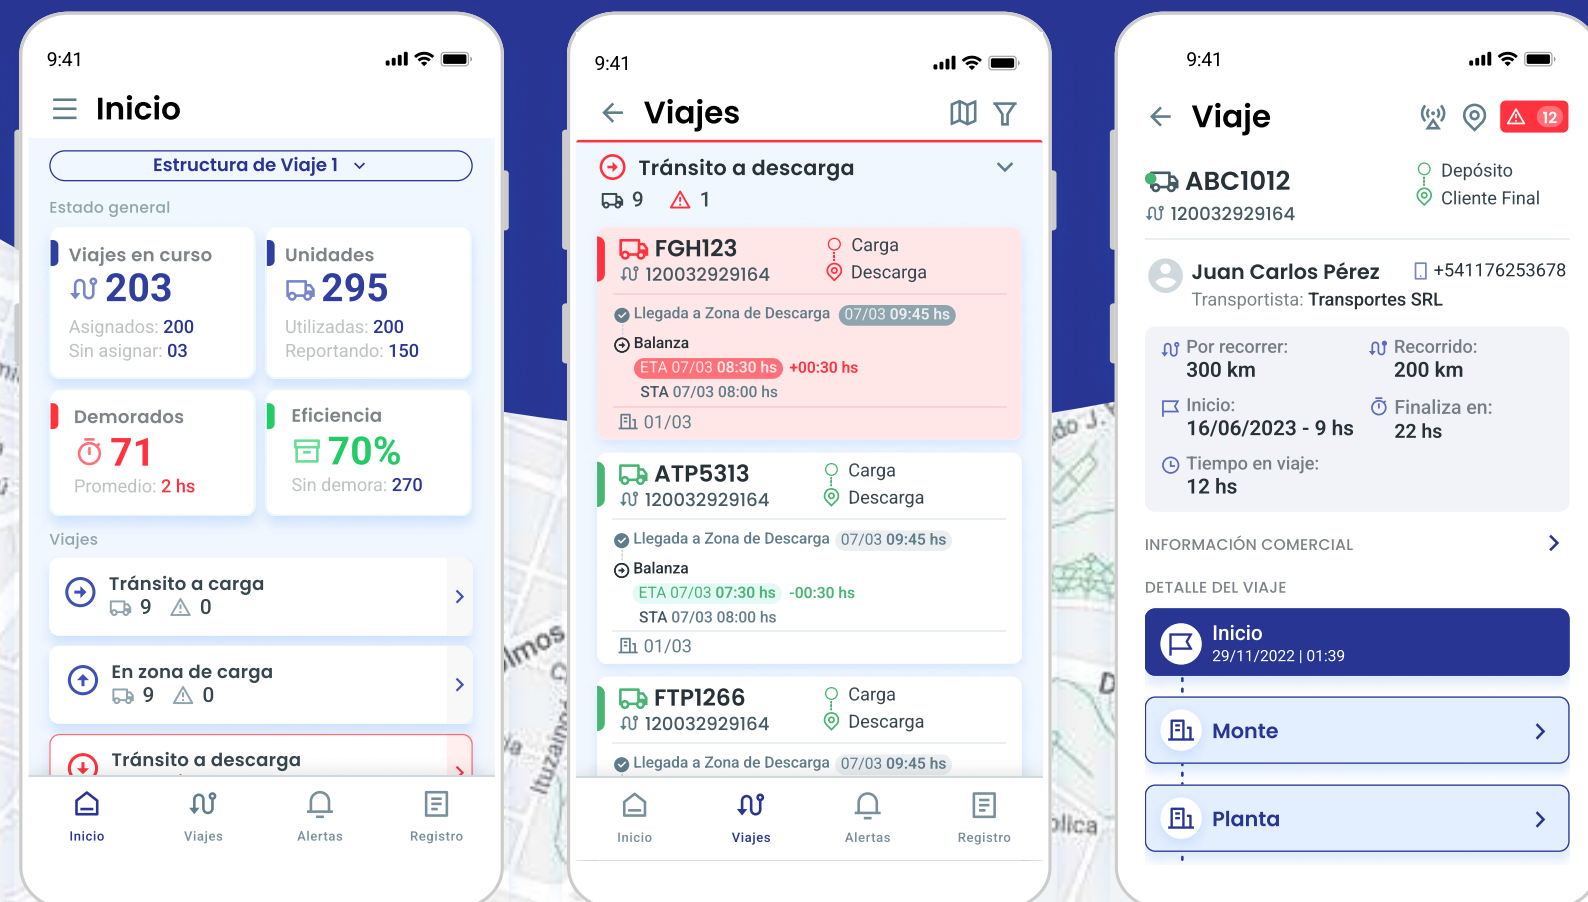 9:41
Inicio
Estructura de Viaje 1
Estado general
Viajes en curso
203
Asignados: 200
Sin asignar: 03
Unidades
295
Utilizadas: 200
Reportando: 150
Demorados
71
Promedio: 2 hs
Eficiencia
70%
Sin demora: 270
Viajes
Tránsito a carga
9 0
En zona de carga
9 0
Tránsito a descarga
Inicio Viajes Alertas Registro
9:41
Viajes
Tránsito a descarga
9 1
FGH123
120032929164
Carga
Descarga
Llegada a Zona de Descarga 07/03 09:45 hs
Balanza
ETA 07/03 08:30 hs +00:30 hs
STA 07/03 08:00 hs
01/03
ATP5313
120032929164
Carga
Descarga
Llegada a Zona de Descarga 07/03 09:45 hs
Balanza
ETA 07/03 07:30 hs -00:30 hs
STA 07/03 08:00 hs
01/03
FTP1266
120032929164
Carga
Descarga
Llegada a Zona de Descarga 07/03 09:45 hs
Inicio Viajes Alertas Registro
9:41
Viaje
12
ABC1012
120032929164
Depósito
Cliente Final
Juan Carlos Pérez +541176253678
Transportista: Transportes SRL
Por recorrer:
300 km
Recorrido:
200 km
Inicio:
16/06/2023 - 9 hs
Finaliza en:
22 hs
Tiempo en viaje:
12 hs
INFORMACIÓN COMERCIAL
DETALLE DEL VIAJE
Inicio
29/11/2022 | 01:39
Monte
Planta